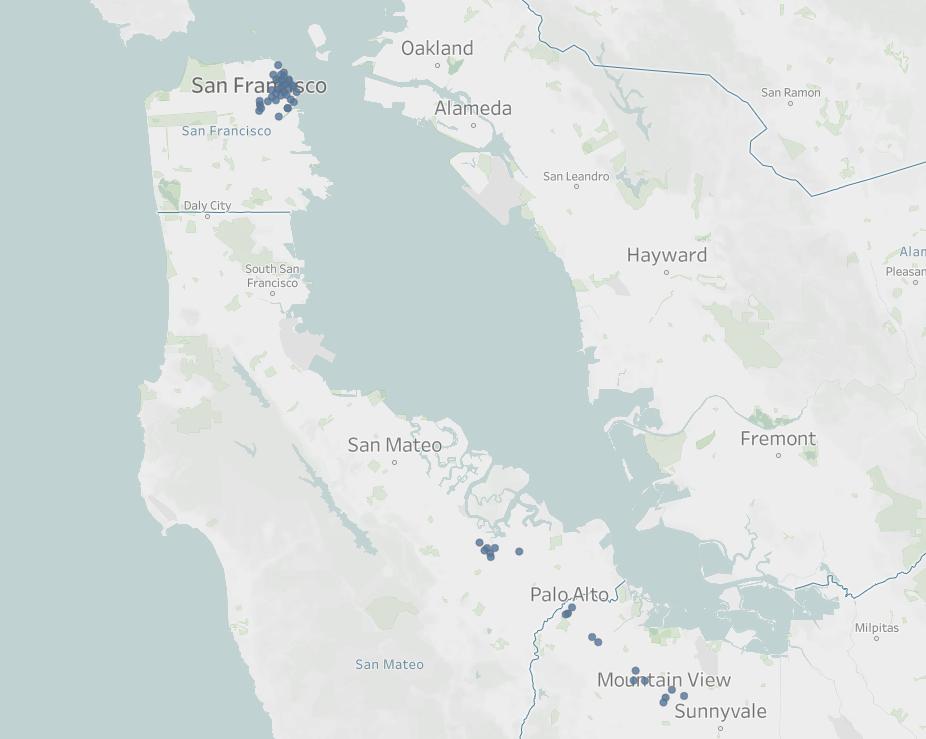 Oakland
San Francisco
San Ramon
Alameda
San Francisco
San Leandro
Daly City
Hayward
Alan
South San
Francisco
Pleasan
San Mateo
Fremont
Palo Alto
Milpitas
San Mateo
Mountain View
Sunnyvale